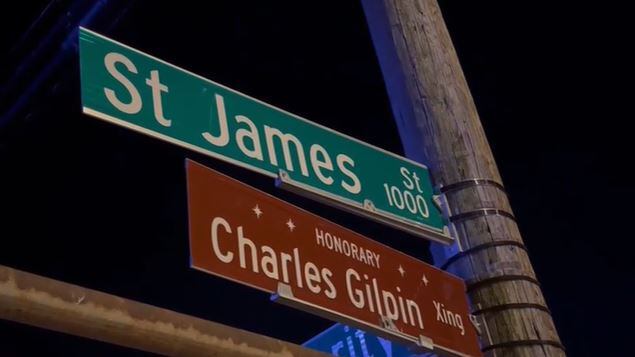 St James St
1000
HONORARY
Charles Gilpin Xing